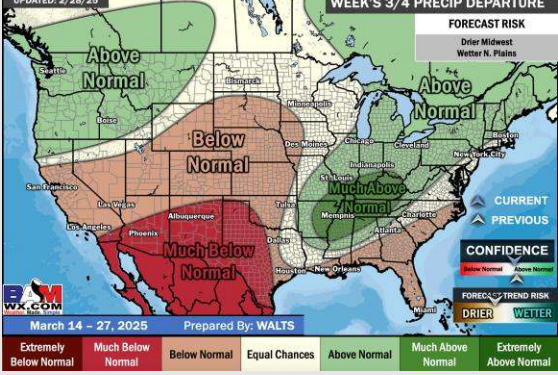 UPDATED: 2/28/25
WEEK'S 3/4 PRECIP DEPARTURE
FORECAST RISK
Drier Midwest
Wetter N. Plains
Above
Normal
Seattle
Boise
Bismarck
Minneapolis
Above
Normal
Below
Normal
Des Moines
Chicago
Cleveland
Boston
New York City
Indianapolis
St. Louis
Much Above
Normal
San Francisco
Las Vegas
Los Angeles
Albuquerque
Phoenix
Tulsa
Memphis
Charlotte
Atlanta
Much Below
Normal
Dallas
Houston
New Orleans
Miami
CURRENT
PREVIOUS
CONFIDENCE
Below Normal
Above Normal
FORECAST TREND RISK
DRIER
WETTER
BAM
WX.COM
Weather. Made. Simple.
March 14 – 27, 2025
Prepared By: WALTS
Extremely
Below Normal
Much Below
Normal
Below Normal
Equal Chances
Above Normal
Much Above
Normal
Extremely
Above Normal